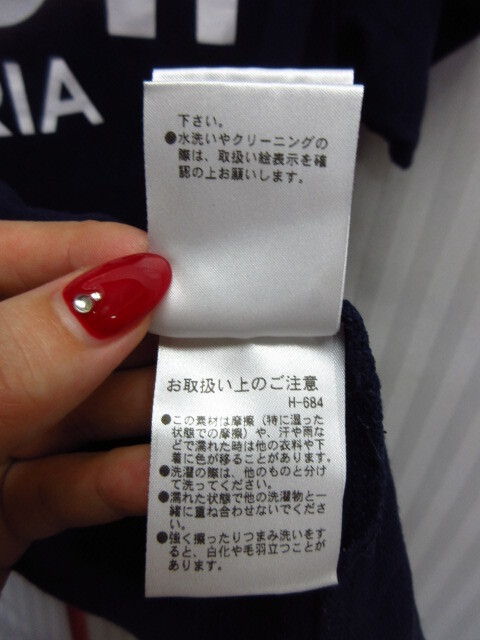 RIA
下さい。
●水洗いやクリーニングの
際は、取扱い絵表示を確
認の上お願いします。
お取扱い上のご注意
H-684
●この素材は摩擦（特に湿った
状態での摩擦）や、汗や雨な
どで濡れた時は他の衣料や下
着に色が移ることがあります。
●洗濯の際は、他のものと分け
て洗ってください。
●濡れた状態で他の洗濯物と一
緒に重ね合わせないでくださ
い。
●強く擦ったりつまみ洗いをす
ると、白化や毛羽立つことが
あります。